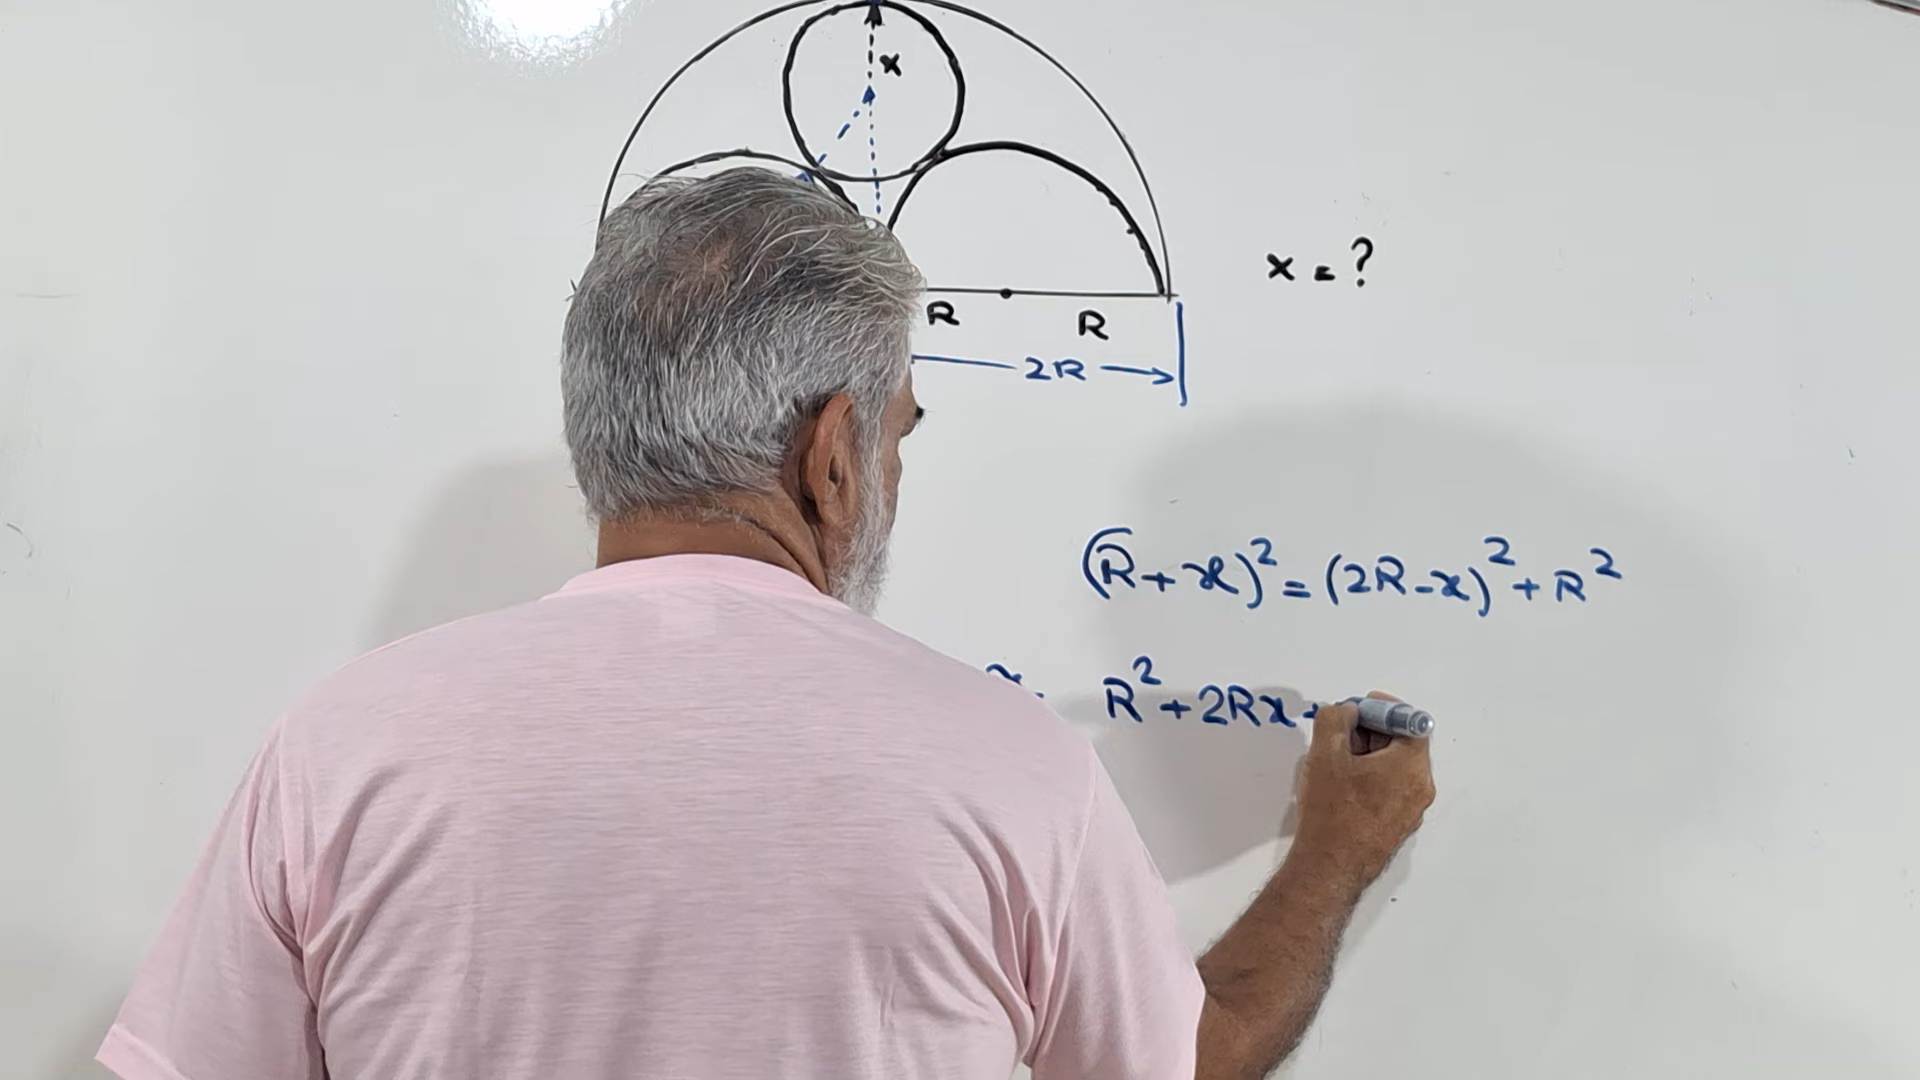 x
x = ?
R R
2R
(R+x)² = (2R-x)² + R²
R² + 2Rx +